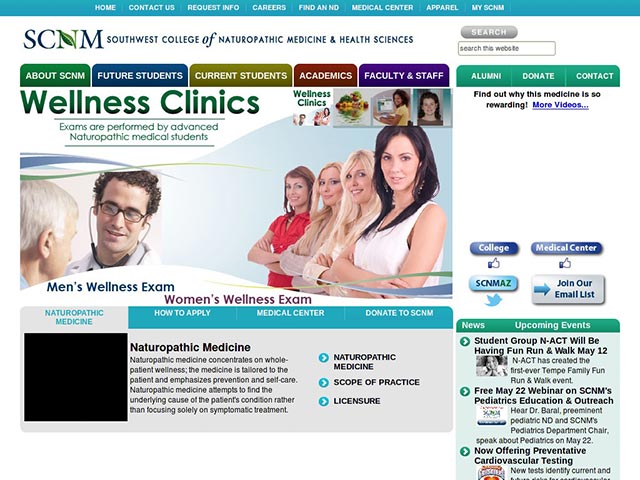 HOME CONTACT US REQUEST INFO CAREERS FIND AN ND MEDICAL CENTER APPAREL MY SCNM
SCNM SOUTHWEST COLLEGE of NATUROPATHIC MEDICINE & HEALTH SCIENCES
SEARCH
search this website
ABOUT SCNM FUTURE STUDENTS CURRENT STUDENTS ACADEMICS FACULTY & STAFF
ALUMNI DONATE CONTACT
Wellness Clinics
Exams are performed by advanced
Naturopathic medical students
Wellness
Clinics
Men's Wellness Exam
Women's Wellness Exam
Find out why this medicine is so
rewarding! More Videos...
College
Medical Center
SCNMAZ
Join Our
Email List
NATUROPATHIC
MEDICINE
HOW TO APPLY
MEDICAL CENTER
DONATE TO SCNM
Naturopathic Medicine
Naturopathic medicine concentrates on whole-
patient wellness; the medicine is tailored to the
patient and emphasizes prevention and self-care.
Naturopathic medicine attempts to find the
underlying cause of the patient's condition rather
than focusing solely on symptomatic treatment.
NATUROPATHIC
MEDICINE
SCOPE OF PRACTICE
LICENSURE
News Upcoming Events
Student Group N-ACT Will Be
Having Fun Run & Walk May 12
N-ACT has created the
first-ever Tempe Family Fun
Run & Walk event.
Free May 22 Webinar on SCNM's
Pediatrics Education & Outreach
Hear Dr. Baral, preeminent
pediatric ND and SCNM's
Pediatrics Department Chair,
speak about Pediatrics on May 22.
Now Offering Preventative
Cardiovascular Testing
New tests identify current and
future risks for cardiovascular